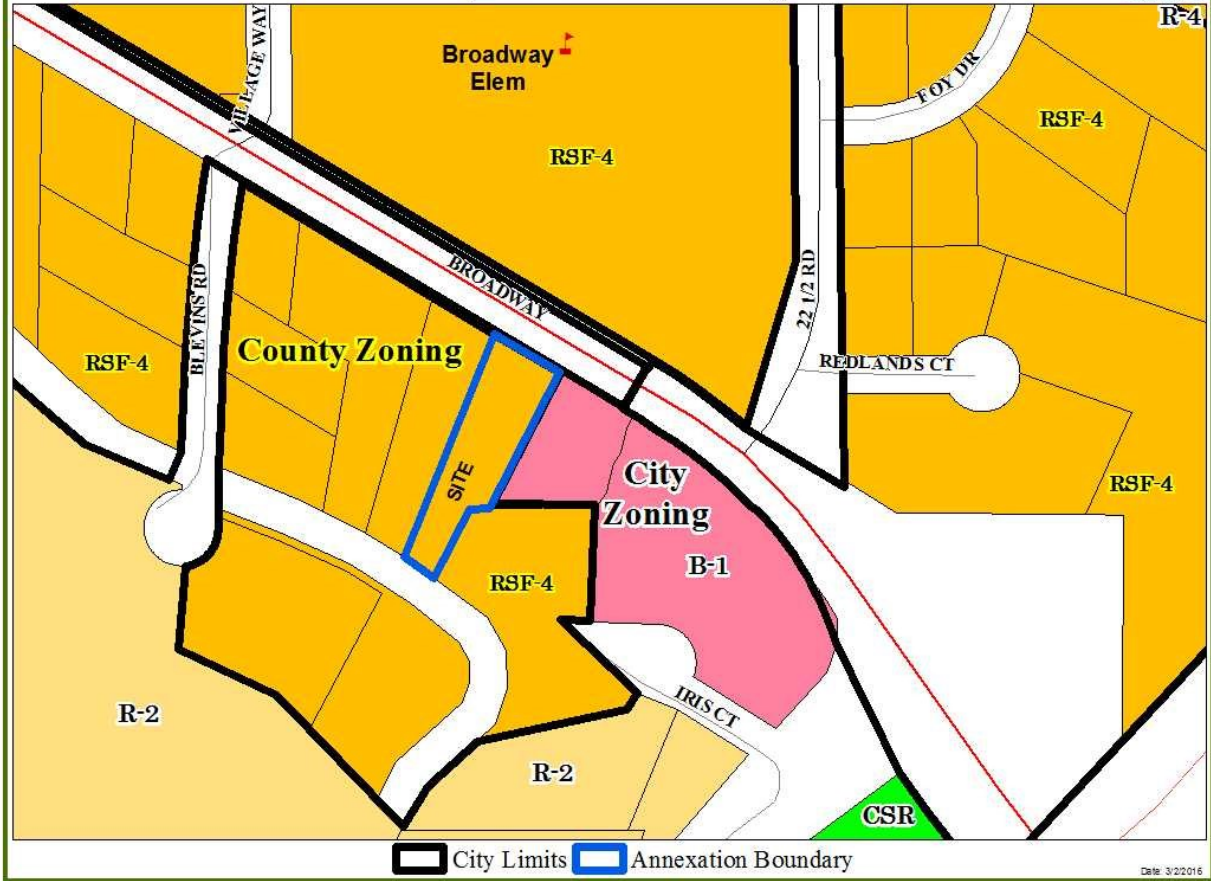 R-4
VILLAGE WAY
Broadway
Elem
FOY DR
RSF-4
RSF-4
BROADWAY
22 1/2 RD
BLEVINS RD
County Zoning
RSF-4
REDLANDS CT
SITE
City
Zoning
RSF-4
B-1
RSF-4
R-2
IRIS CT
R-2
CSR
City Limits Annexation Boundary
Date: 3/2/2016